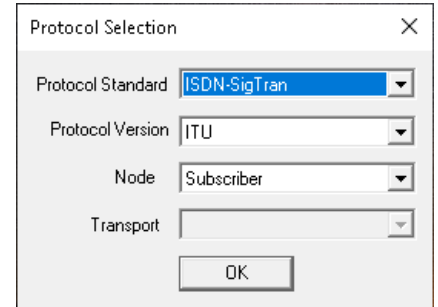 Protocol Selection
Protocol Standard ISDN-SigTran
Protocol Version ITU
Node Subscriber
Transport
OK